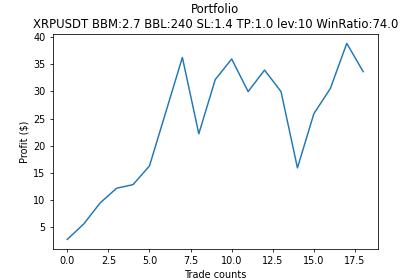 Portfolio
XRPUSDT BBM:2.7 BBL:240 SL:1.4 TP:1.0 lev:10 WinRatio:74.0
Profit ($)
40
35
30
25
20
15
10
5
0.0 2.5 5.0 7.5 10.0 12.5 15.0 17.5
Trade counts